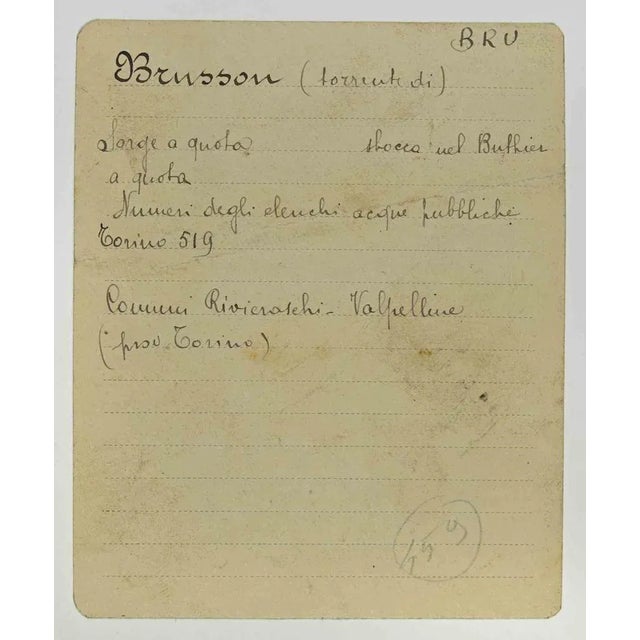 BRU
Brusson (torrente di)
Sorge a quota sbocca nel Buthier
a quota
Numeri degli elenchi acque pubbliche
Torino 519
Comuni Rivieraschi - Valpelline
(prov. Torino)